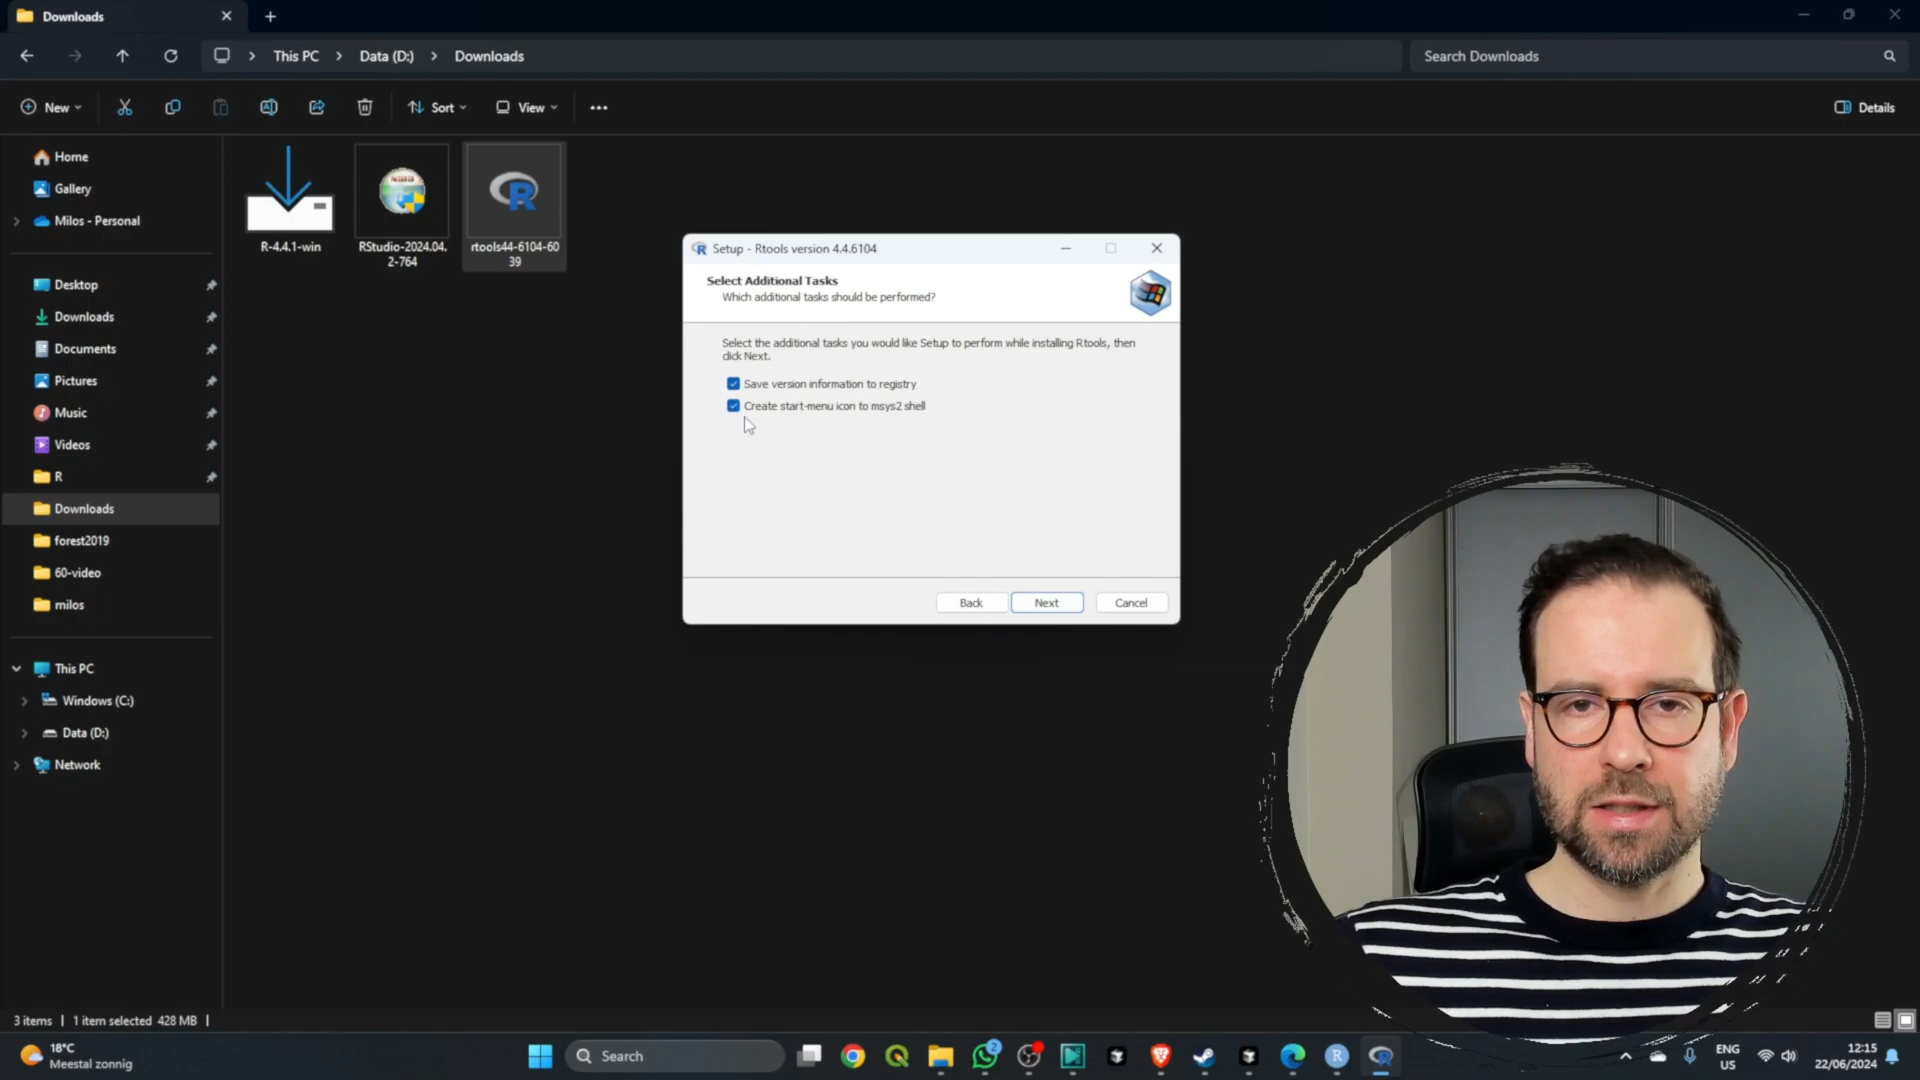 Downloads
This PC
Data (D:)
Downloads
Search Downloads
New
Sort
View
Details
Home
Gallery
Milos - Personal
Desktop
Downloads
Documents
Pictures
Music
Videos
R
Downloads
forest2019
60-video
milos
This PC
Windows (C:)
Data (D:)
Network
R-4.4.1-win
RStudio-2024.04.
2-764
rtools44-6104-60
39
Setup - Rtools version 4.4.6104
Select Additional Tasks
Which additional tasks should be performed?
Select the additional tasks you would like Setup to perform while installing Rtools, then
click Next.
Save version information to registry
Create start-menu icon to msys2 shell
Back
Next
Cancel
3 items
1 item selected 428 MB
18°C
Meestal zonnig
Search
2
ENG
US
12:15
22/06/2024